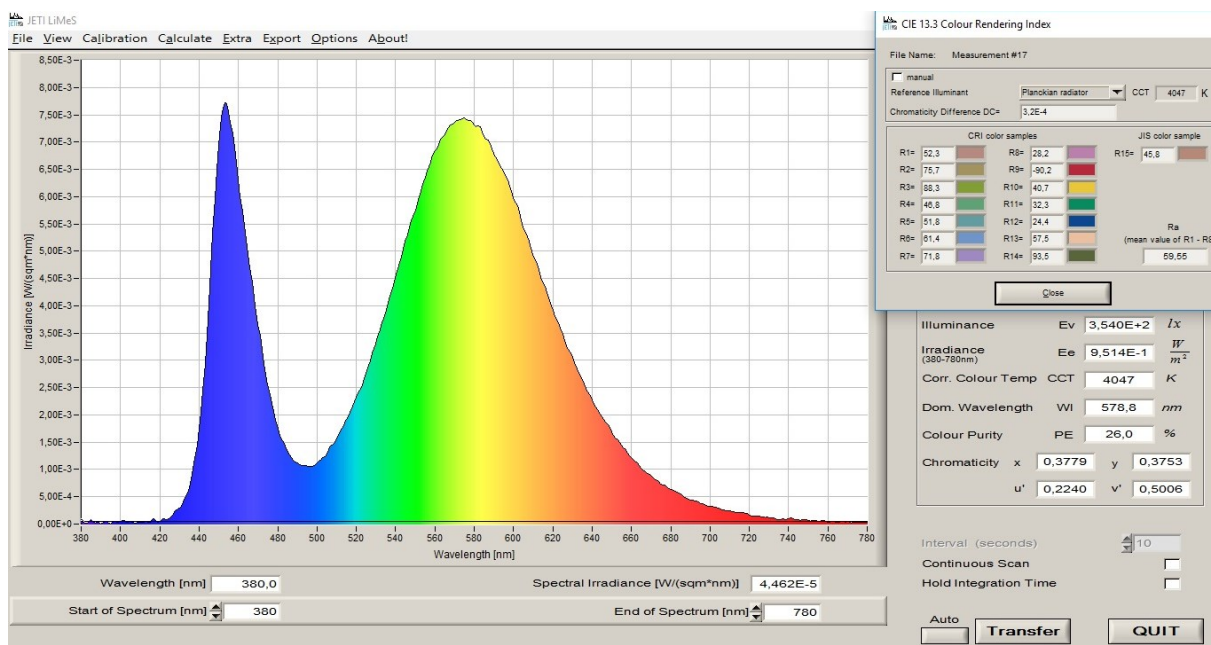 JETI LiMeS
File View Calibration Calculate Extra Export Options About!
8,50E-3
8,00E-3
7,50E-3
7,00E-3
6,50E-3
6,00E-3
5,50E-3
5,00E-3
4,50E-3
4,00E-3
3,50E-3
3,00E-3
2,50E-3
2,00E-3
1,50E-3
1,00E-3
5,00E-4
0,00E+0
Irradiance [W/(sqm*nm)]
380 400 420 440 460 480 500 520 540 560 580 600 620 640 660 680 700 720 740 760 780
Wavelength [nm]
Wavelength [nm] 380,0 Spectral Irradiance [W/(sqm*nm)] 4,462E-5
Start of Spectrum [nm] 380 End of Spectrum [nm] 780
CIE 13.3 Colour Rendering Index
File Name: Measurement #17
manual
Reference Illuminant Planckian radiator CCT 4047 K
Chromaticity Difference DC= 3,2E-4
CRI color samples JIS color sample
R1= 52,3 R8= 28,2 R15= 45,8
R2= 75,7 R9= -90,2
R3= 88,3 R10= 40,7
R4= 46,8 R11= 32,3
R5= 51,8 R12= 24,4
R6= 61,4 R13= 57,5
R7= 71,8 R14= 93,5
Ra
(mean value of R1 - R8
59,55
Close
Illuminance Ev 3,540E+2 lx
Irradiance Ee 9,514E-1 W/m²
(380-780nm)
Corr. Colour Temp CCT 4047 K
Dom. Wavelength Wl 578,8 nm
Colour Purity PE 26,0 %
Chromaticity x 0,3779 y 0,3753
u' 0,2240 v' 0,5006
Interval (seconds) 10
Continuous Scan
Hold Integration Time
Auto
Transfer QUIT